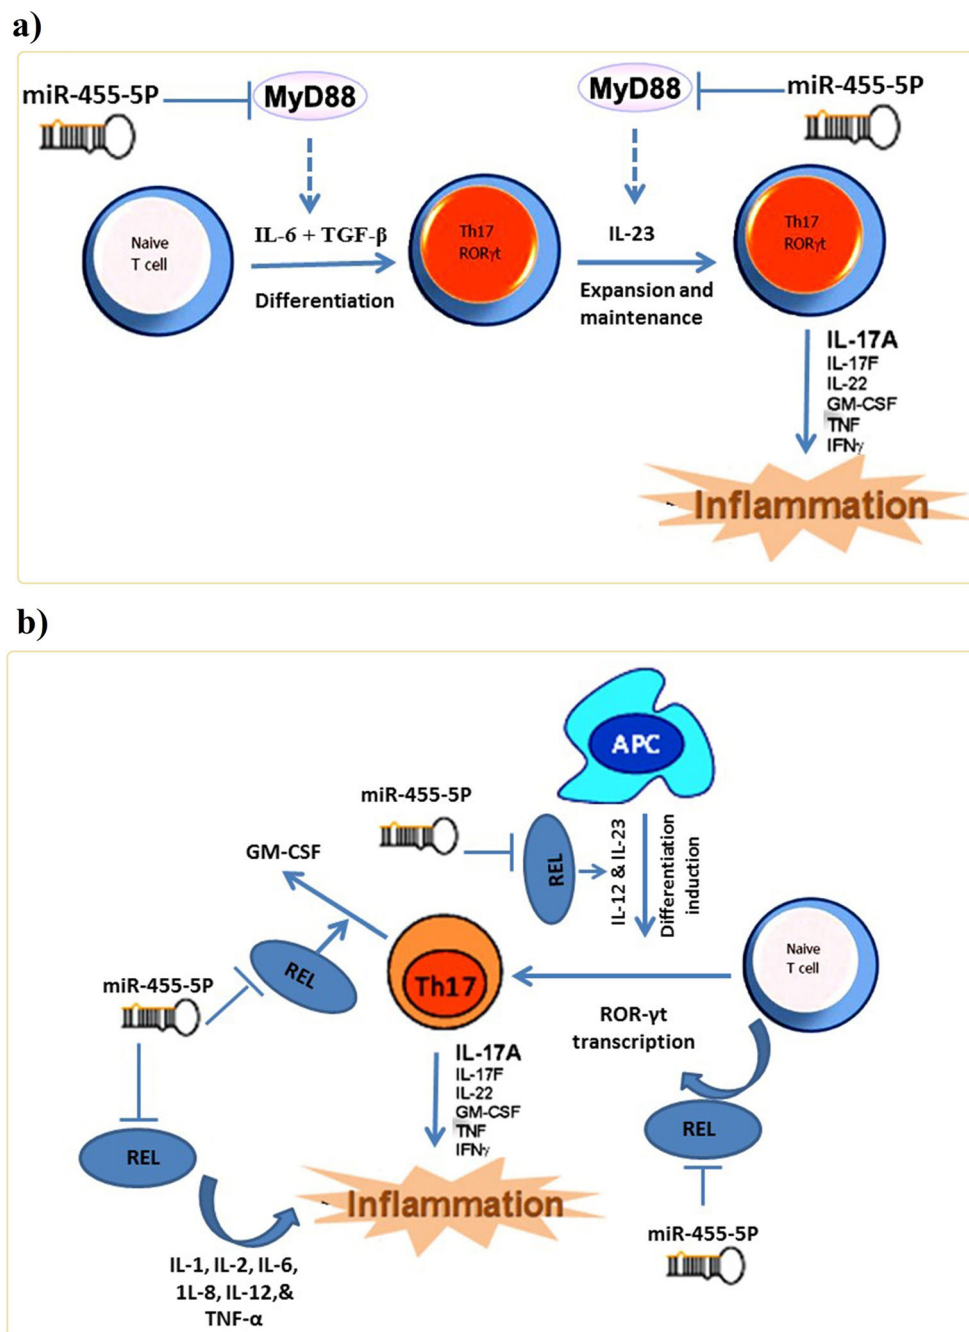 a)
miR-455-5P
MyD88
MyD88
miR-455-5P
Naive
T cell
IL-6 + TGF-β
Differentiation
Th17
RORγt
IL-23
Expansion and
maintenance
Th17
RORγt
IL-17A
IL-17F
IL-22
GM-CSF
TNF
IFNγ
Inflammation
b)
APC
miR-455-5P
REL
IL-12 & IL-23
Differentiation
induction
GM-CSF
REL
miR-455-5P
Th17
Naive
T cell
ROR-γt
transcription
IL-17A
IL-17F
IL-22
GM-CSF
TNF
IFNγ
REL
REL
Inflammation
miR-455-5P
IL-1, IL-2, IL-6,
1L-8, IL-12,&
TNF-α